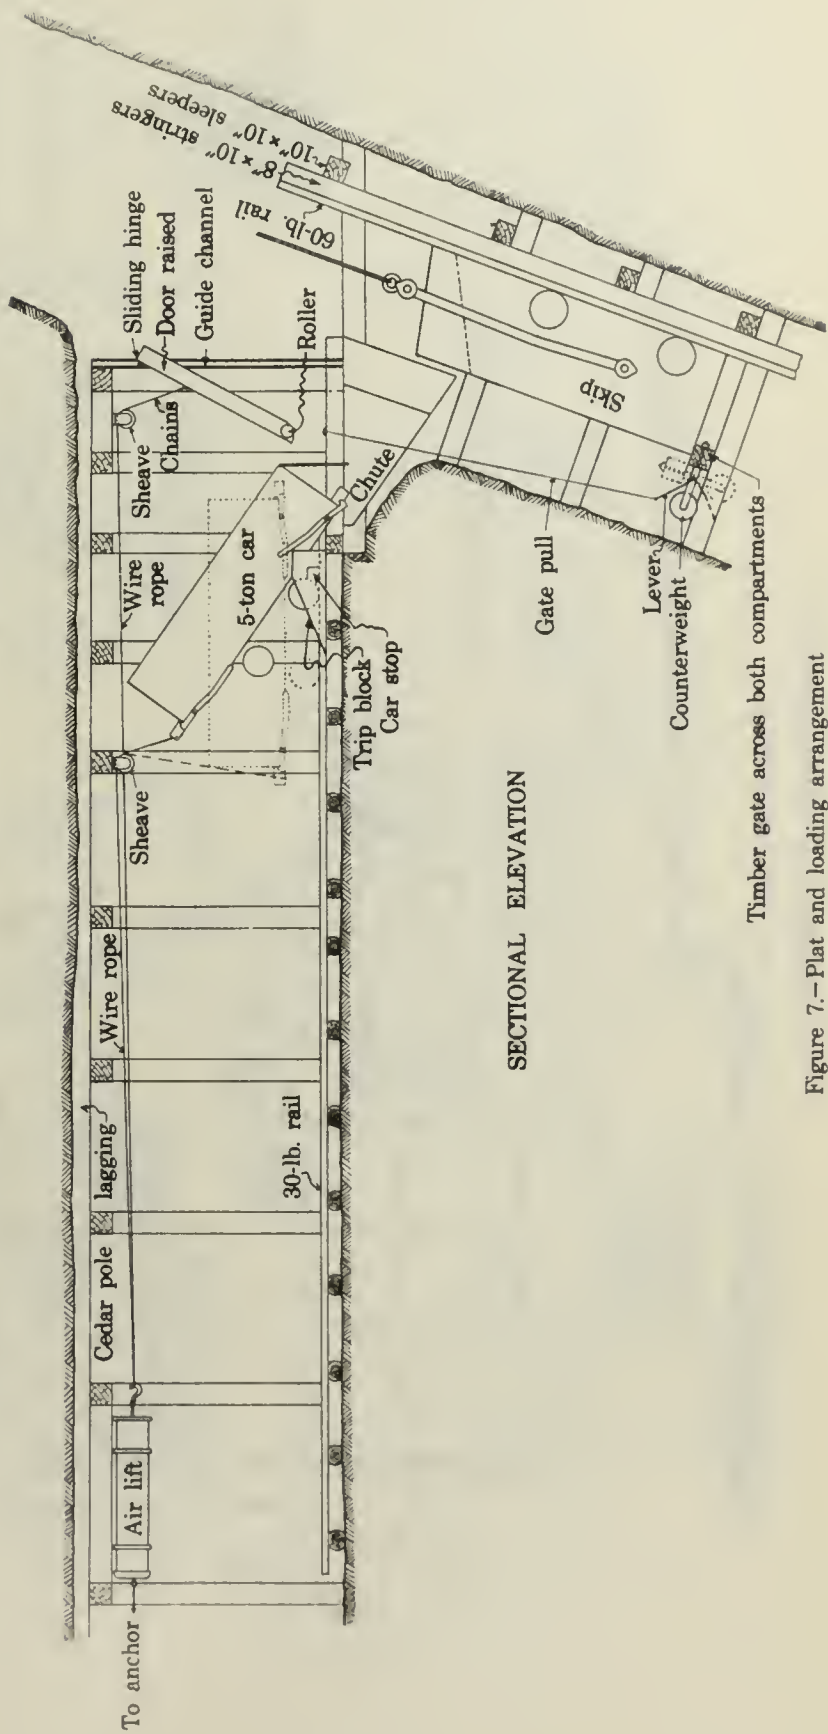 10" × 10" sleepers
8" × 10" stringers
60-lb. rail
Sliding hinge
Door raised
Guide channel
Roller
Sheave
Chains
Wire
rope
5-ton car
Chute
Skip
Sheave
Trip block
Car stop
Gate pull
Lever
Counterweight
Timber gate across both compartments
Wire rope
lagging
Cedar pole
30-lb. rail
Air lift
To anchor
SECTIONAL ELEVATION
Figure 7.—Plat and loading arrangement